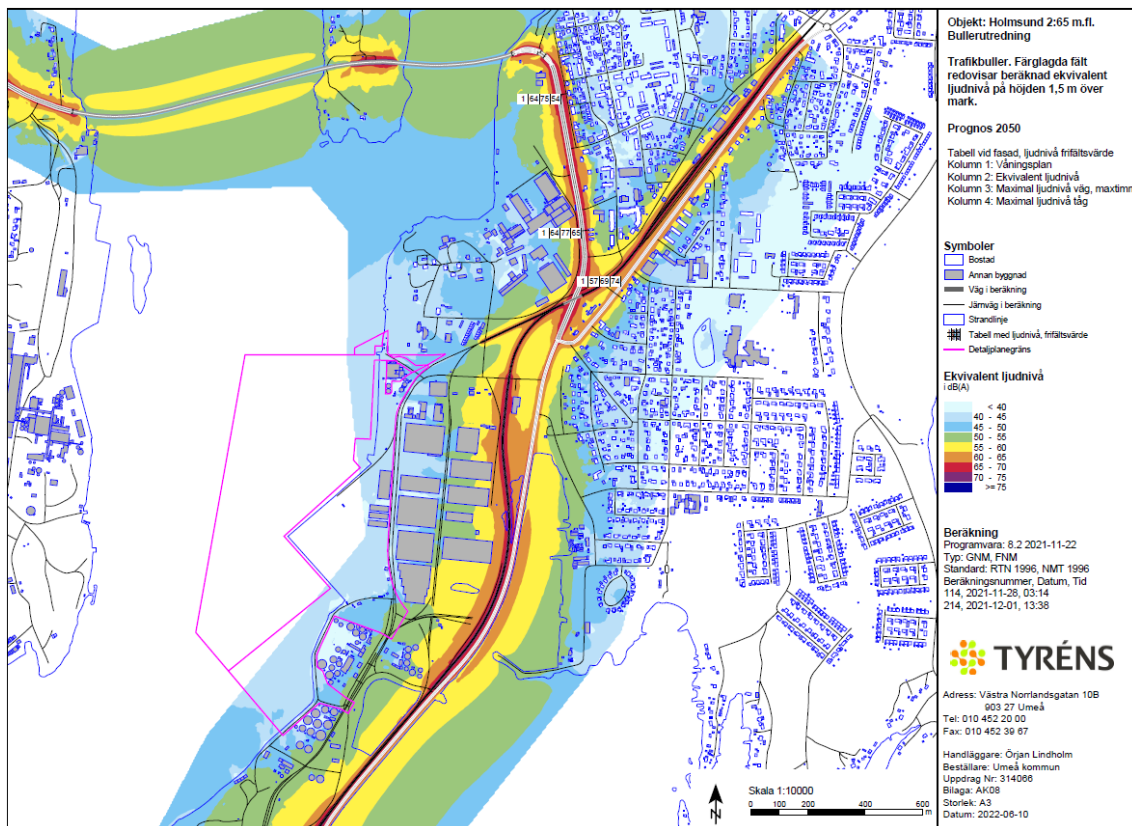 Objekt: Holmsund 2:65 m.fl.
Bullerutredning
Trafikbuller. Färglagda fält
redovisar beräknad ekvivalent
ljudnivå på höjden 1,5 m över
mark.
Prognos 2050
Tabell vid fasad, ljudnivå frifältsvärde
Kolumn 1: Våningsplan
Kolumn 2: Ekvivalent ljudnivå
Kolumn 3: Maximal ljudnivå väg, maxtimm
Kolumn 4: Maximal ljudnivå tåg
1 64 75 54
1 64 77 65
1 57 69 74
Symboler
Bostad
Annan byggnad
Väg i beräkning
Järnväg i beräkning
Strandlinje
Tabell med ljudnivå, frifältsvärde
Detaljplanegräns
Ekvivalent ljudnivå
i dB(A)
< 40
40 - 45
45 - 50
50 - 55
55 - 60
60 - 65
65 - 70
70 - 75
>= 75
Beräkning
Programvara: 8.2 2021-11-22
Typ: GNM, FNM
Standard: RTN 1996, NMT 1996
Beräkningsnummer, Datum, Tid
114, 2021-11-28, 03:14
214, 2021-12-01, 13:38
TYRÉNS
Adress: Västra Norrlandsgatan 10B
903 27 Umeå
Tel: 010 452 20 00
Fax: 010 452 39 67
Handläggare: Örjan Lindholm
Beställare: Umeå kommun
Uppdrag Nr: 314066
Bilaga: AK08
Storlek: A3
Datum: 2022-06-10
N
Skala 1:10000
0 100 200 400 600
m